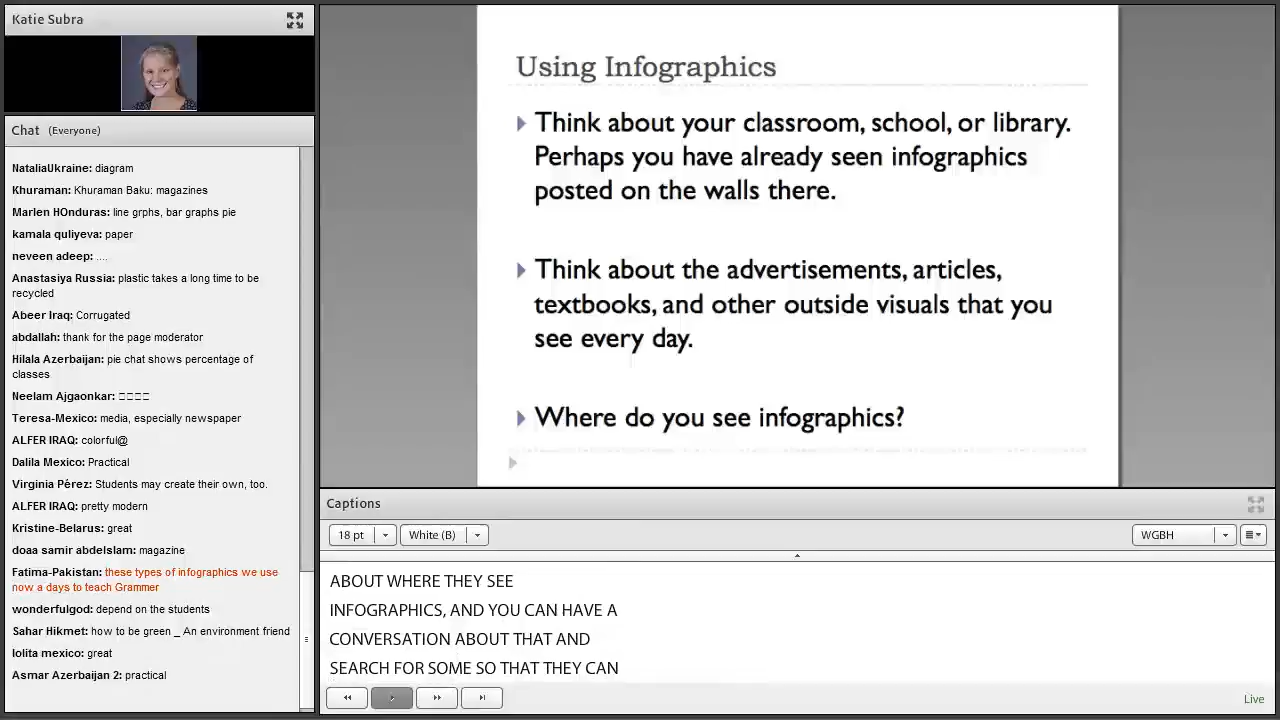 Katie Subra
Chat (Everyone)
NataliaUkraine: diagram
Khuraman: Khuraman Baku: magazines
Marlen HOnduras: line grphs, bar graphs pie
kamala quliyeva: paper
neveen adeep: ....
Anastasiya Russia: plastic takes a long time to be
recycled
Abeer Iraq: Corrugated
abdallah: thank for the page moderator
Hilala Azerbaijan: pie chat shows percentage of
classes
Neelam Ajgaonkar: □□□□
Teresa-Mexico: media, especially newspaper
ALFER IRAQ: colorful@
Dalila Mexico: Practical
Virginia Pérez: Students may create their own, too.
ALFER IRAQ: pretty modern
Kristine-Belarus: great
doaa samir abdelslam: magazine
Fatima-Pakistan: these types of infographics we use
now a days to teach Grammer
wonderfulgod: depend on the students
Sahar Hikmet: how to be green _ An environment friend
lolita mexico: great
Asmar Azerbaijan 2: practical
Using Infographics
Think about your classroom, school, or library.
Perhaps you have already seen infographics
posted on the walls there.
Think about the advertisements, articles,
textbooks, and other outside visuals that you
see every day.
Where do you see infographics?
Captions
18 pt White (B) WGBH
ABOUT WHERE THEY SEE
INFOGRAPHICS, AND YOU CAN HAVE A
CONVERSATION ABOUT THAT AND
SEARCH FOR SOME SO THAT THEY CAN
Live